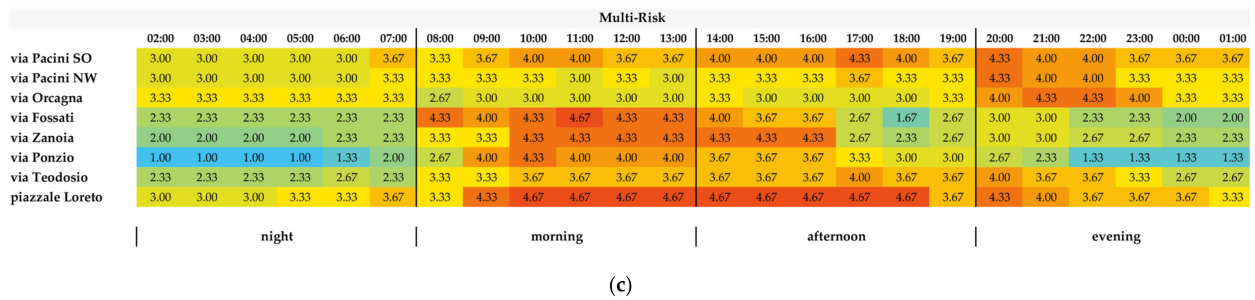 Multi-Risk
02:00 03:00 04:00 05:00 06:00 07:00 08:00 09:00 10:00 11:00 12:00 13:00 14:00 15:00 16:00 17:00 18:00 19:00 20:00 21:00 22:00 23:00 00:00 01:00
via Pacini SO 3.00 3.00 3.00 3.00 3.00 3.67 3.33 3.67 4.00 4.00 3.67 3.67 4.00 4.00 4.00 4.33 4.00 3.67 4.33 4.00 4.00 3.67 3.67 3.67
via Pacini NW 3.00 3.00 3.00 3.00 3.00 3.33 3.33 3.33 3.33 3.00 3.33 3.00 3.33 3.33 3.33 3.67 3.33 3.33 4.33 4.00 4.00 3.33 3.33 3.33
via Orcagna 3.33 3.33 3.33 3.33 3.33 3.33 2.67 3.00 3.00 3.00 3.00 3.00 3.33 3.00 3.00 3.00 3.00 3.33 4.00 4.33 4.33 4.00 3.33 3.33
via Fossati 2.33 2.33 2.33 2.33 2.33 2.33 4.33 4.00 4.33 4.67 4.33 4.33 4.00 3.67 3.67 2.67 1.67 2.67 3.00 3.00 2.33 2.33 2.00 2.00
via Zanoia 2.00 2.00 2.00 2.00 2.33 2.33 3.33 3.33 4.33 4.33 4.33 4.33 4.33 4.33 4.33 2.67 2.33 2.67 3.00 3.00 2.67 2.67 2.33 2.33
via Ponzio 1.00 1.00 1.00 1.00 1.33 2.00 2.67 4.00 4.33 4.00 4.00 4.00 3.67 3.67 3.67 3.33 3.00 3.00 2.67 2.33 1.33 1.33 1.33 1.33
via Teodosio 2.33 2.33 2.33 2.33 2.67 2.33 3.33 3.33 3.67 3.67 3.67 3.67 3.67 3.67 3.67 4.00 3.67 3.67 4.00 3.67 3.67 3.33 2.67 2.67
piazzale Loreto 3.00 3.00 3.00 3.33 3.33 3.67 3.33 4.33 4.67 4.67 4.67 4.67 4.67 4.67 4.67 4.67 4.67 3.67 4.33 4.00 3.67 3.67 3.67 3.33
night morning afternoon evening
(c)